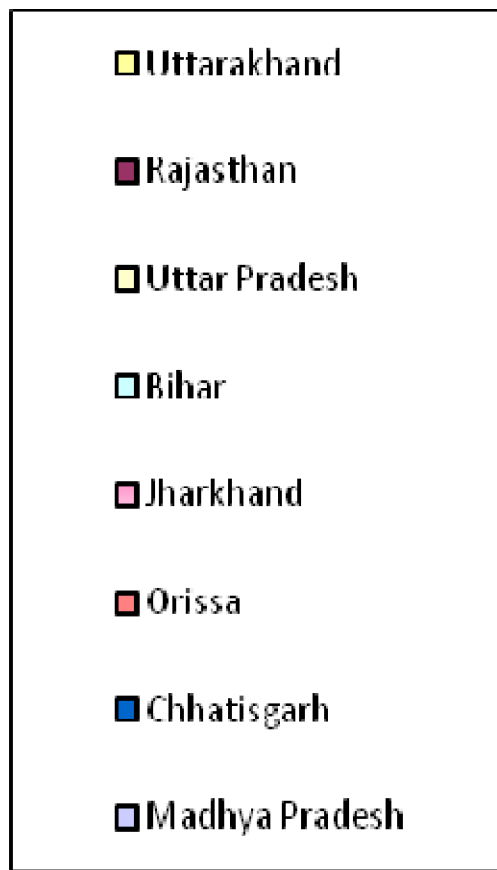 Uttarakhand
Rajasthan
Uttar Pradesh
Bihar
Jharkhand
Orissa
Chhatisgarh
Madhya Pradesh